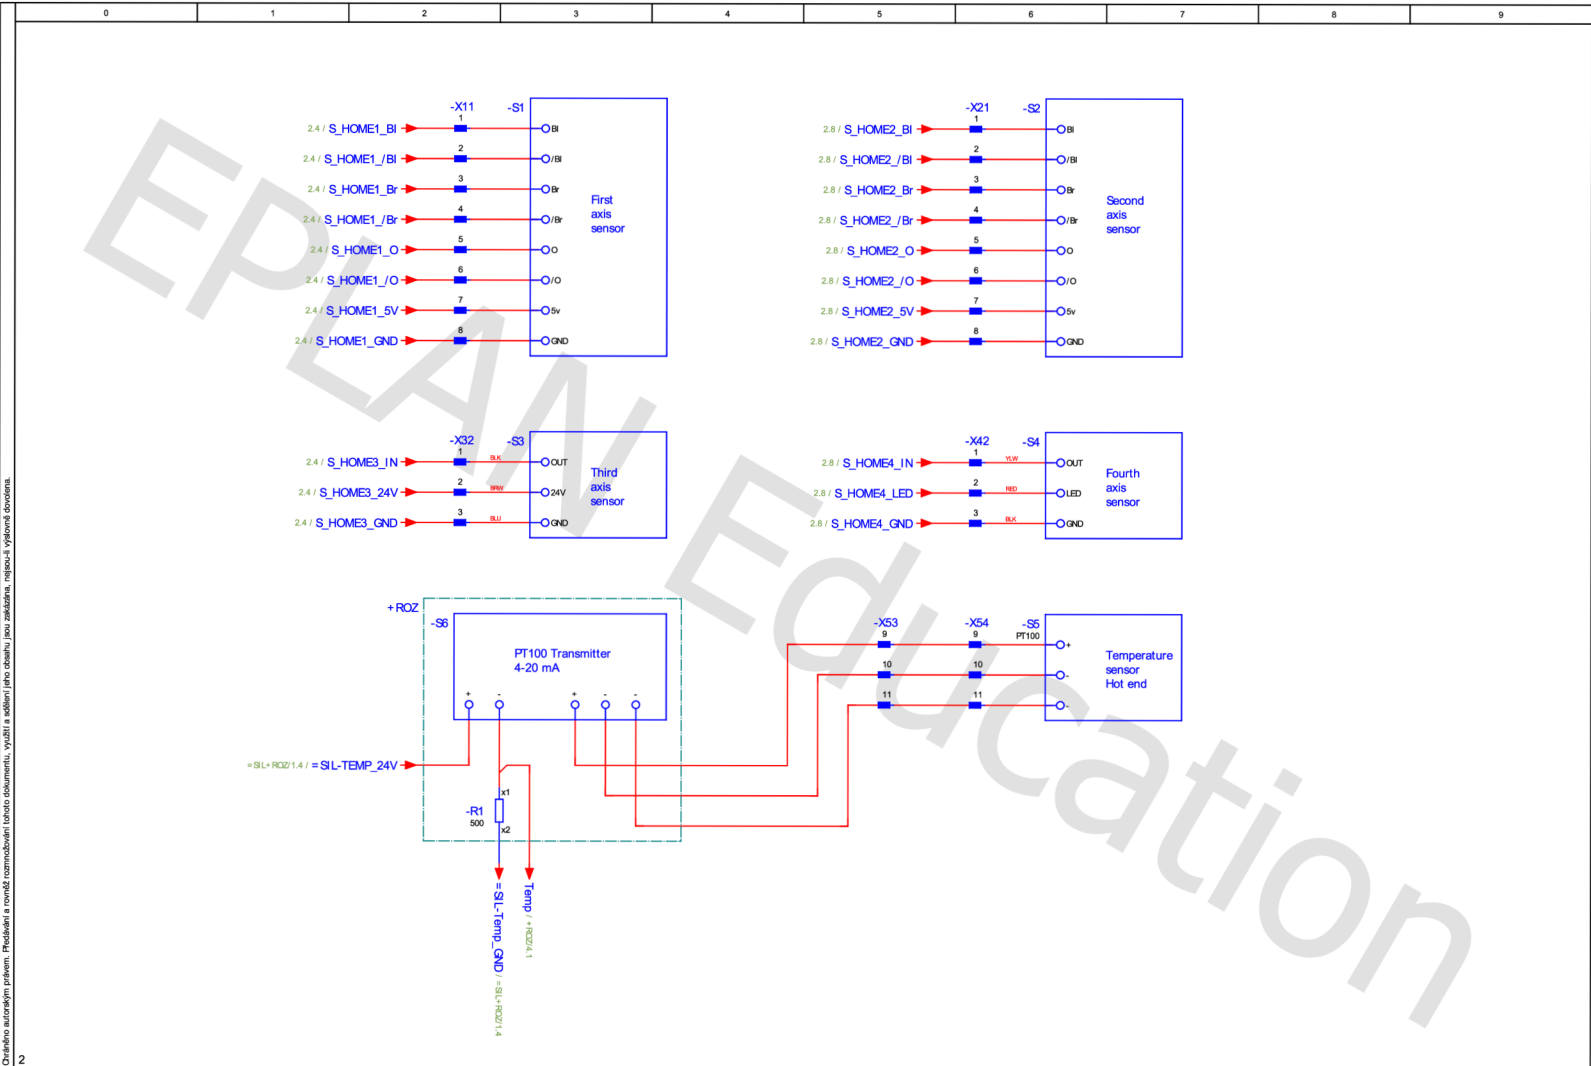 0 1 2 3 4 5 6 7 8 9
-X11 -S1
2.4 / S_HOME1_Bl 1 Bl
2.4 / S_HOME1_/Bl 2 /Bl
2.4 / S_HOME1_Br 3 Br
2.4 / S_HOME1_/Br 4 /Br
2.4 / S_HOME1_O 5 O
2.4 / S_HOME1_/O 6 /O
2.4 / S_HOME1_5V 7 5v
2.4 / S_HOME1_GND 8 GND
First
axis
sensor
-X21 -S2
2.8 / S_HOME2_Bl 1 Bl
2.8 / S_HOME2_/Bl 2 /Bl
2.8 / S_HOME2_Br 3 Br
2.8 / S_HOME2_/Br 4 /Br
2.8 / S_HOME2_O 5 O
2.8 / S_HOME2_/O 6 /O
2.8 / S_HOME2_5V 7 5v
2.8 / S_HOME2_GND 8 GND
Second
axis
sensor
-X32 -S3
2.4 / S_HOME3_IN 1 BLK OUT
2.4 / S_HOME3_24V 2 BRW 24V
2.4 / S_HOME3_GND 3 BLU GND
Third
axis
sensor
-X42 -S4
2.8 / S_HOME4_IN 1 YLW OUT
2.8 / S_HOME4_LED 2 RED LED
2.8 / S_HOME4_GND 3 BLK GND
Fourth
axis
sensor
+ROZ
-S6
PT100 Transmitter
4-20 mA
+ - + - -
=SIL+ROZ/1.4 / =SIL-TEMP_24V
-R1
500
x1
x2
=SIL-Temp_GND / =SIL+ROZ/1.4
Temp / +ROZ/4.1
-X53 -X54 -S5
PT100
9 9 +
10 10 -
11 11 -
Temperature
sensor
Hot end
EPLAN Education
Chráněno autorským právem. Předávání a rovněž rozmnožování tohoto dokumentu, využití a sdělení jeho obsahu jsou zakázána, nejsou-li výslovně dovolena.
2